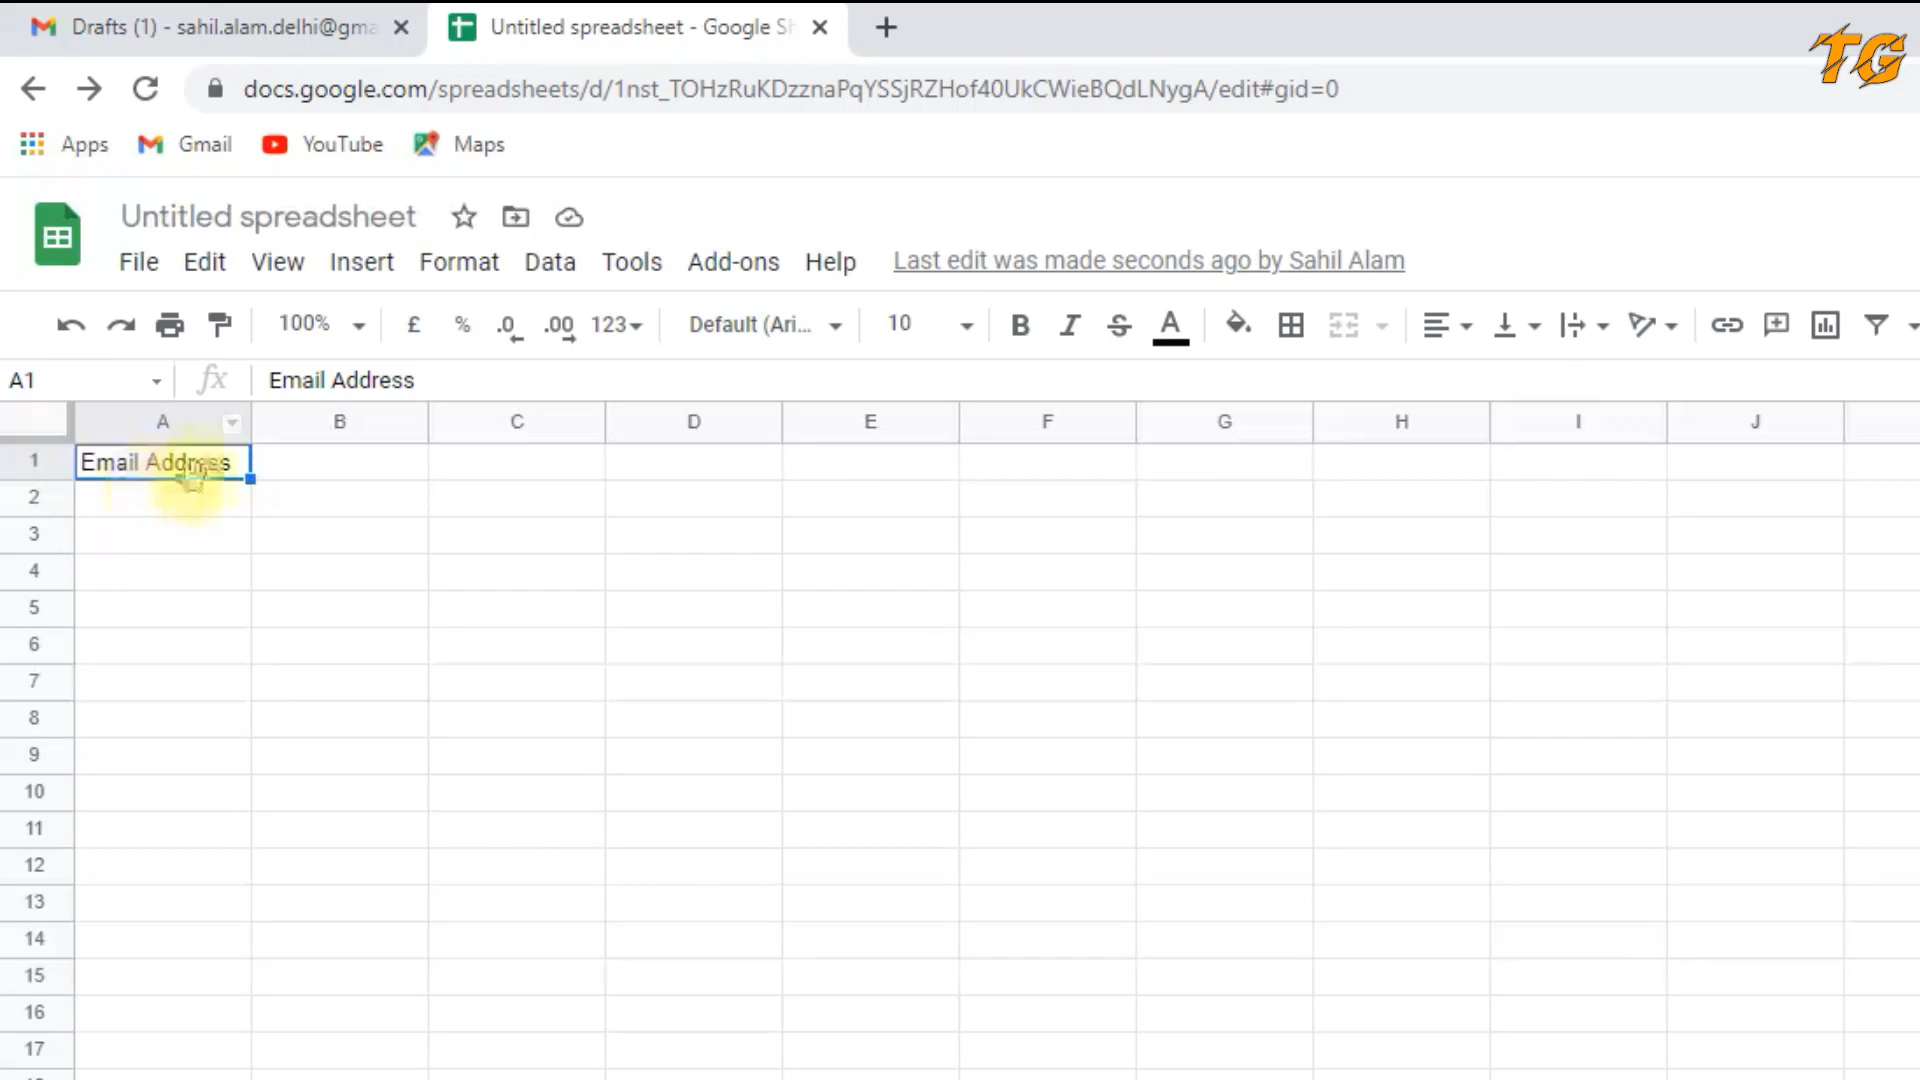 Drafts (1) - sahil.alam.delhi@gma
Untitled spreadsheet - Google Sh
TG
docs.google.com/spreadsheets/d/1nst_TOHzRuKDzznaPqYSSjRZHof40UkCWieBQdLNygA/edit#gid=0
Apps Gmail YouTube Maps
Untitled spreadsheet
File Edit View Insert Format Data Tools Add-ons Help Last edit was made seconds ago by Sahil Alam
100% £ % .0 .00 123 Default (Ari... 10 B I S A
A1 fx Email Address
A B C D E F G H I J
1 Email Address
2
3
4
5
6
7
8
9
10
11
12
13
14
15
16
17